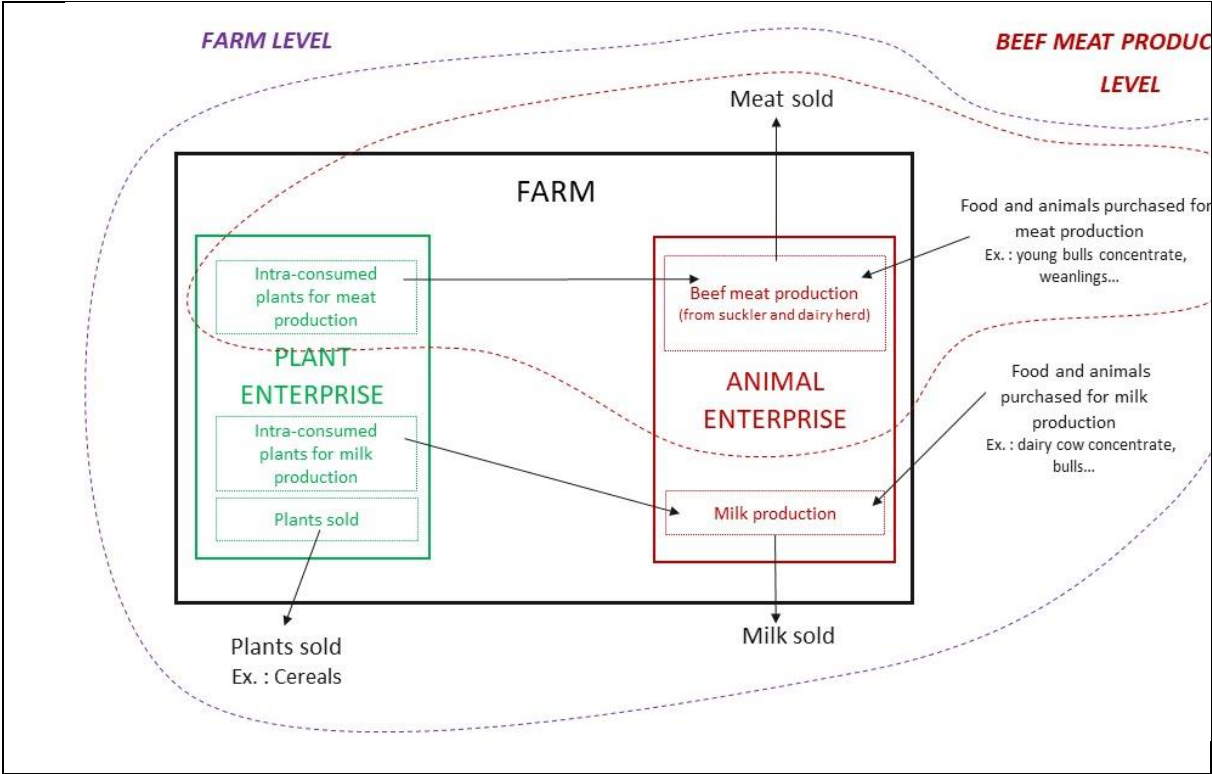 FARM LEVEL
BEEF MEAT PRODUC
LEVEL
Meat sold
FARM
Food and animals purchased for
meat production
Ex. : young bulls concentrate,
weanlings...
Intra-consumed
plants for meat
production
Beef meat production
(from suckler and dairy herd)
PLANT
ENTERPRISE
ANIMAL
ENTERPRISE
Food and animals
purchased for milk
production
Ex. : dairy cow concentrate,
bulls...
Intra-consumed
plants for milk
production
Plants sold
Milk production
Plants sold
Ex. : Cereals
Milk sold